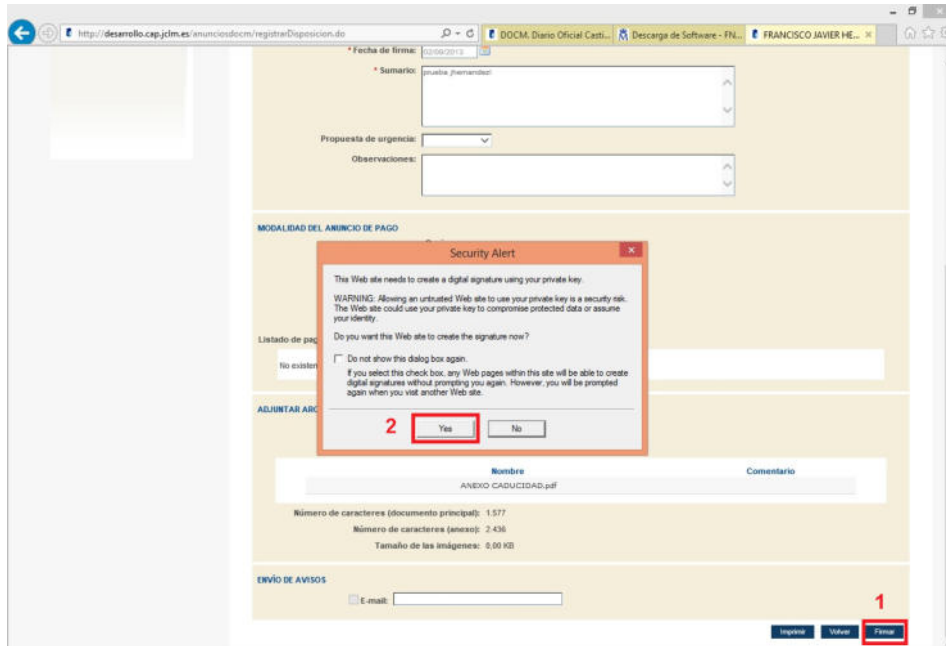 http://desarrollo.cap.jclm.es/anunciosdocm/registrarDisposicion.do
DOCM. Diario Oficial Casti...
Descarga de Software - FN...
FRANCISCO JAVIER HE...
* Fecha de firma: 02/09/2013
* Sumario: prueba jhernandezl
Propuesta de urgencia:
Observaciones:
MODALIDAD DEL ANUNCIO DE PAGO
Security Alert
This Web site needs to create a digital signature using your private key.
WARNING: Allowing an untrusted Web site to use your private key is a security risk.
The Web site could use your private key to compromise protected data or assume
your identity.
Do you want this Web site to create the signature now?
Listado de pag
Do not show this dialog box again.
No existen
If you select this check box, any Web pages within this site will be able to create
digital signatures without prompting you again. However, you will be prompted
again when you visit another Web site.
ADJUNTAR ARC
2
Yes
No
Nombre
Comentario
ANEXO CADUCIDAD.pdf
Número de caracteres (documento principal): 1.577
Número de caracteres (anexo): 2.436
Tamaño de las imágenes: 0,00 KB
ENVÍO DE AVISOS
E-mail:
1
Imprimir
Volver
Firmar